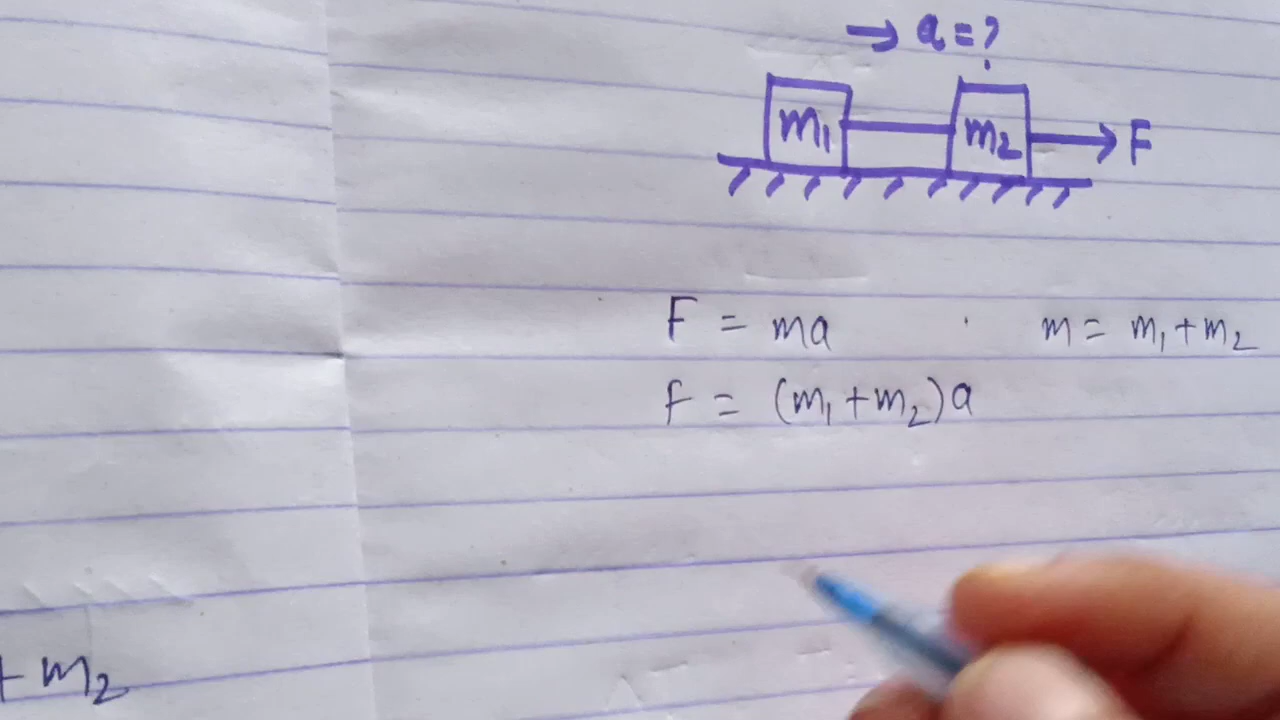 → a = ?
m₁ m₂ → F
F = ma m = m₁ + m₂
F = (m₁ + m₂)a
+ m₂